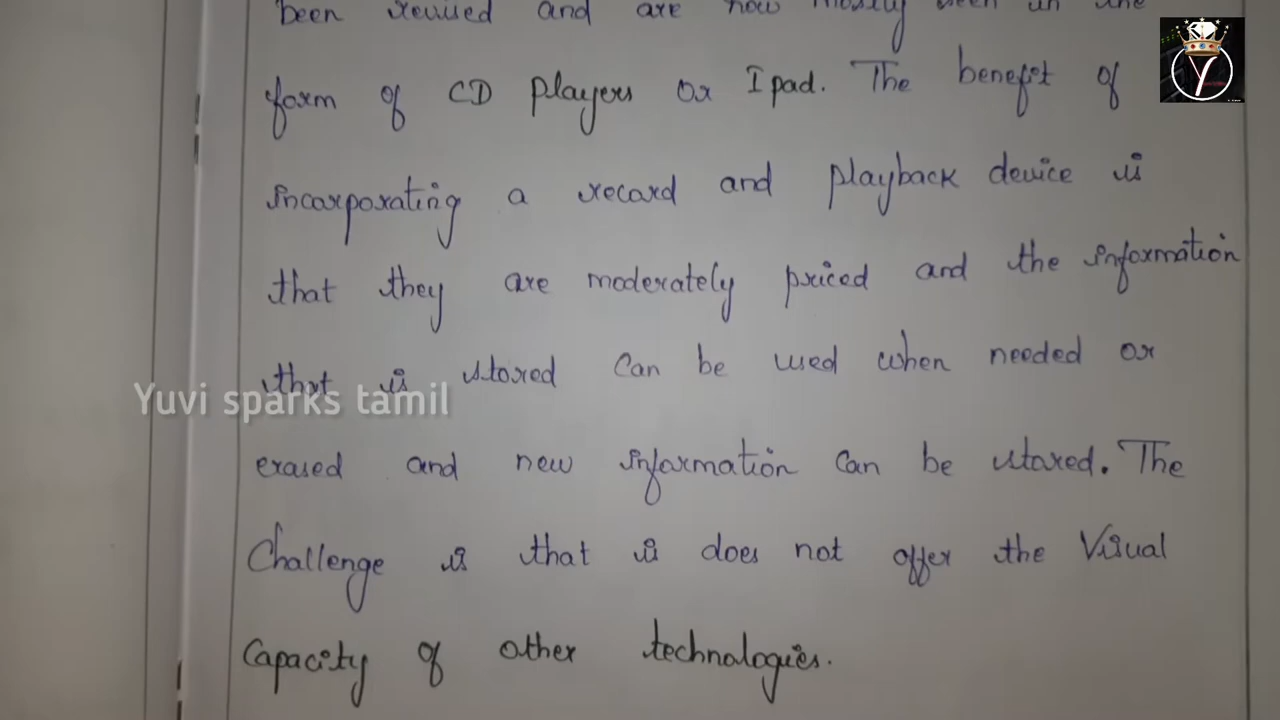 been revised and are now mostly seen in the
form of CD players or Ipad. The benefit of
incorporating a record and playback device is
that they are moderately priced and the information
that is stored can be used when needed or
erased and new information can be stored. The
Challenge is that is does not offer the Visual
Capacity of other technologies.
Yuvi sparks tamil
Y